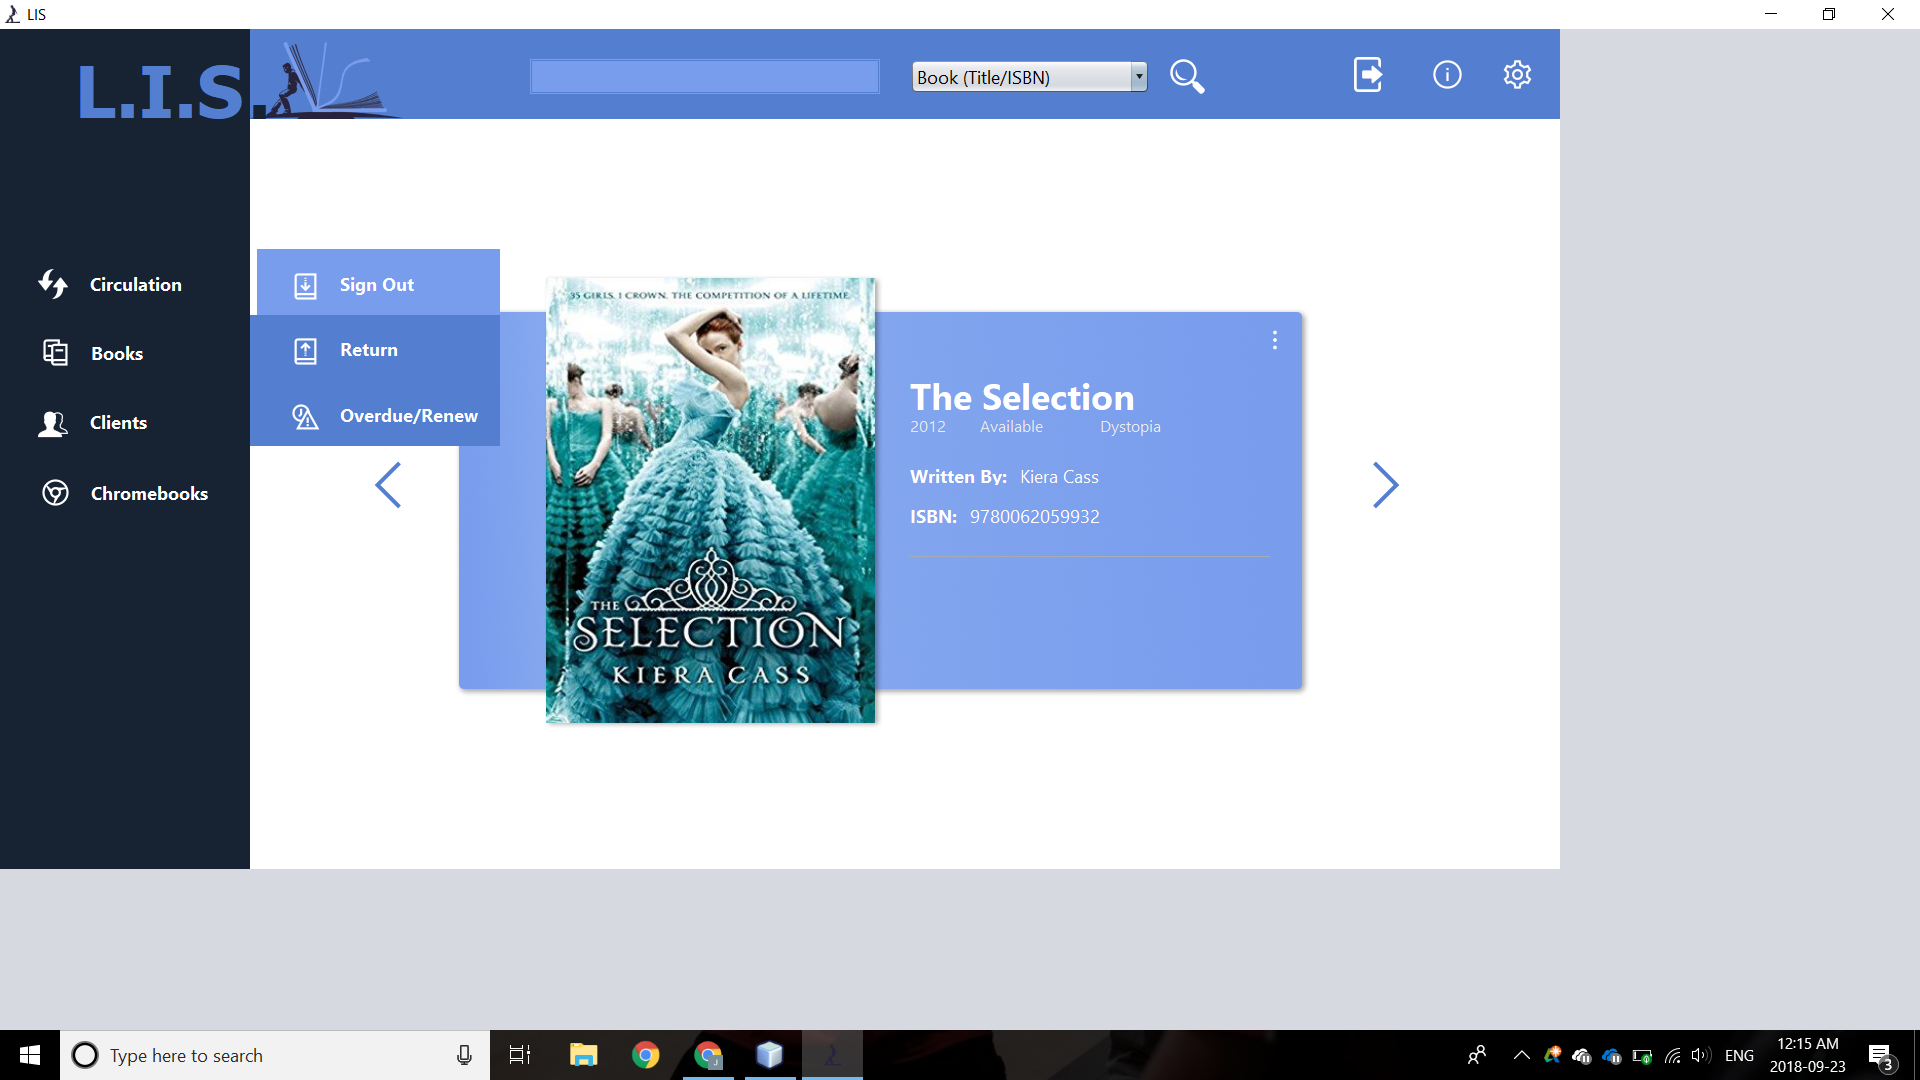 LIS
L.I.S.
Book (Title/ISBN)
Circulation
Books
Clients
Chromebooks
Sign Out
Return
Overdue/Renew
35 GIRLS. 1 CROWN. THE COMPETITION OF A LIFETIME.
THE
SELECTION
KIERA CASS
The Selection
2012 Available Dystopia
Written By: Kiera Cass
ISBN: 9780062059932
Type here to search
J
ENG
12:15 AM
2018-09-23
3